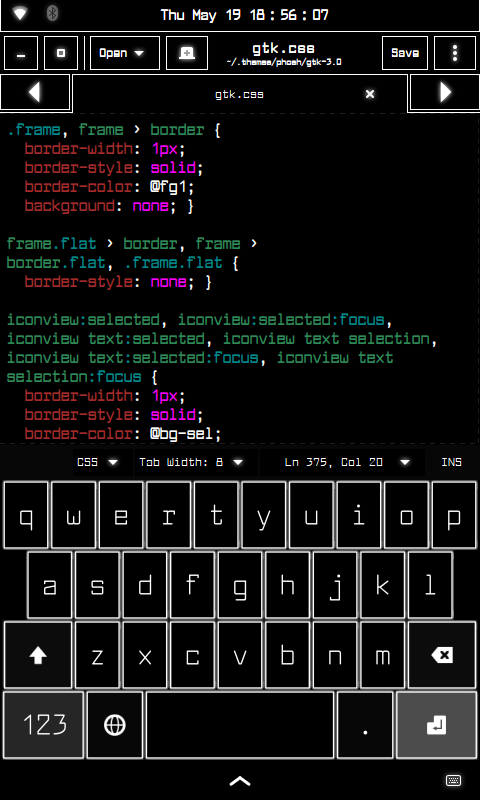 Thu May 19 18:56:07
Open
gtk.css
~/.themes/phosh/gtk-3.0
Save
gtk.css
.frame, frame > border {
  border-width: 1px;
  border-style: solid;
  border-color: @fg1;
  background: none; }

frame.flat > border, frame >
border.flat, .frame.flat {
  border-style: none; }

iconview:selected, iconview:selected:focus,
iconview text:selected, iconview text selection,
iconview text:selected:focus, iconview text
selection:focus {
  border-width: 1px;
  border-style: solid;
  border-color: @bg-sel;
CSS Tab Width: 8 Ln 375, Col 20 INS
q w e r t y u i o p
a s d f g h j k l
z x c v b n m
123 .